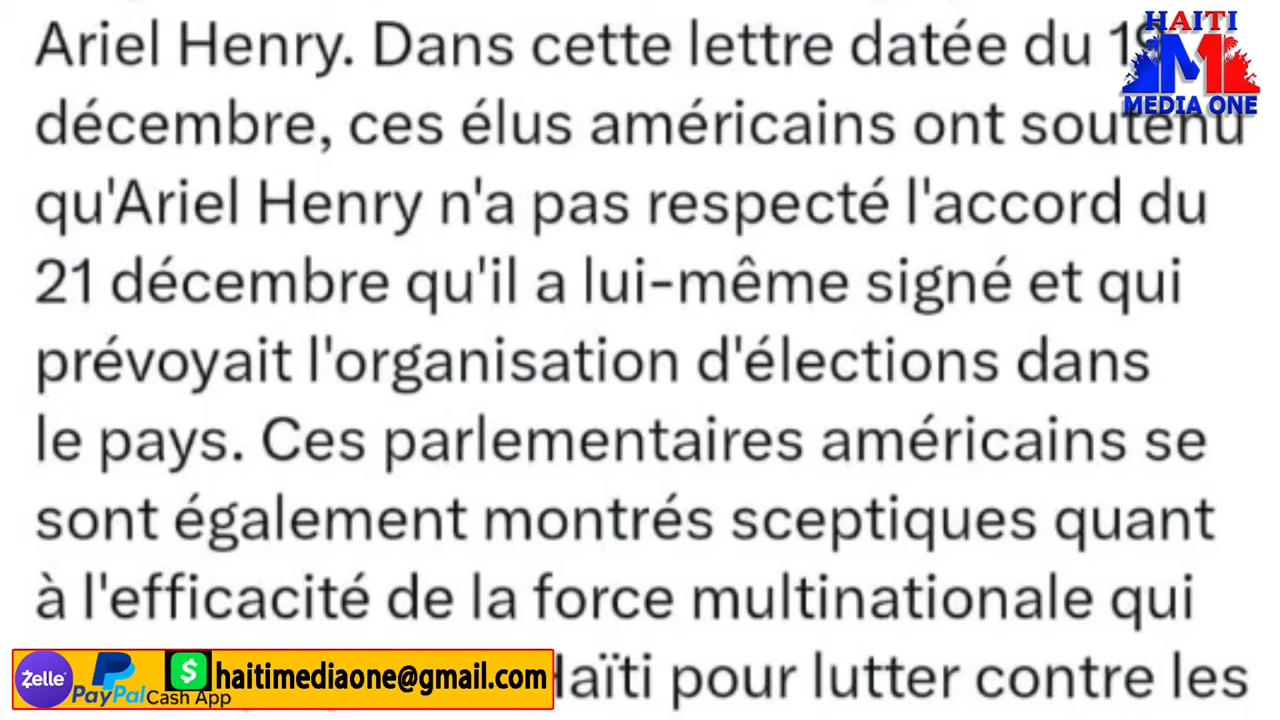 Ariel Henry. Dans cette lettre datée du 19
décembre, ces élus américains ont soutenu
qu'Ariel Henry n'a pas respecté l'accord du
21 décembre qu'il a lui-même signé et qui
prévoyait l'organisation d'élections dans
le pays. Ces parlementaires américains se
sont également montrés sceptiques quant
à l'efficacité de la force multinationale qui
Haïti pour lutter contre les
HAITI
M
MEDIA ONE
Zelle
PayPal
$
Cash App
haitimediaone@gmail.com